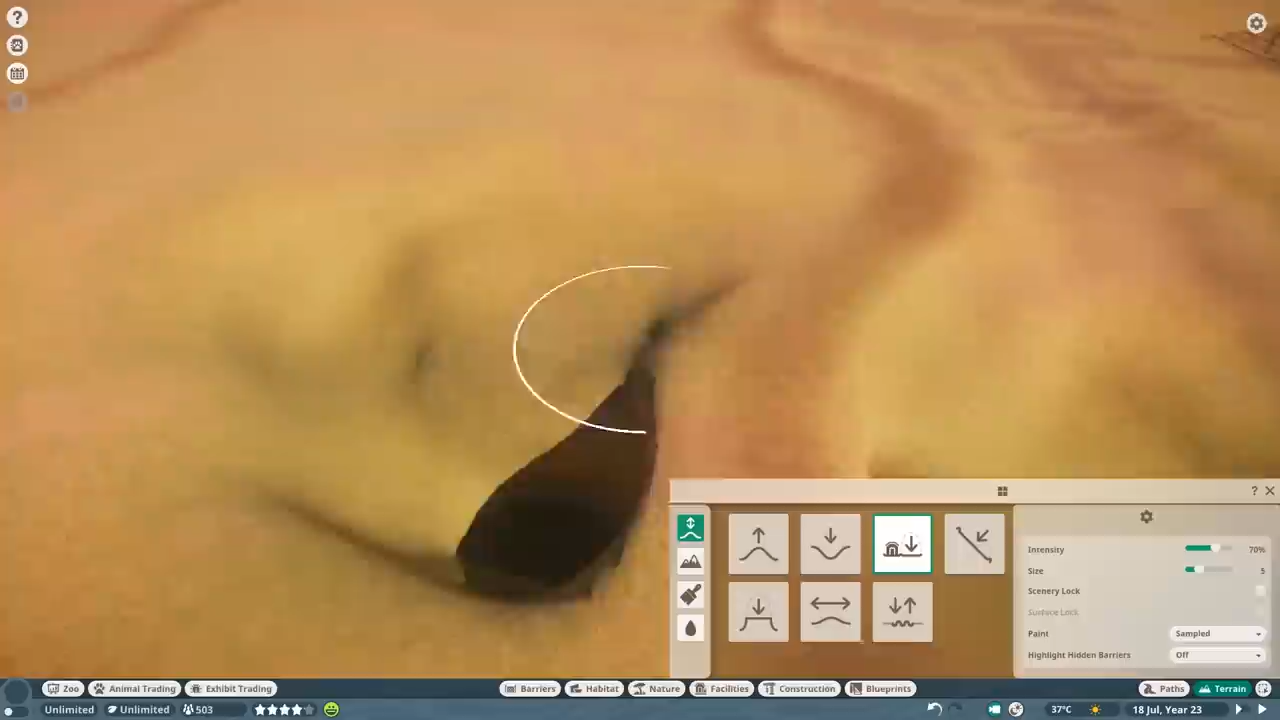 ?
? ×
Intensity 70%
Size 5
Scenery Lock
Surface Lock
Paint Sampled
Highlight Hidden Barriers Off
Zoo Animal Trading Exhibit Trading Barriers Habitat Nature Facilities Construction Blueprints Paths Terrain
Unlimited Unlimited 503 37°C 18 Jul, Year 23